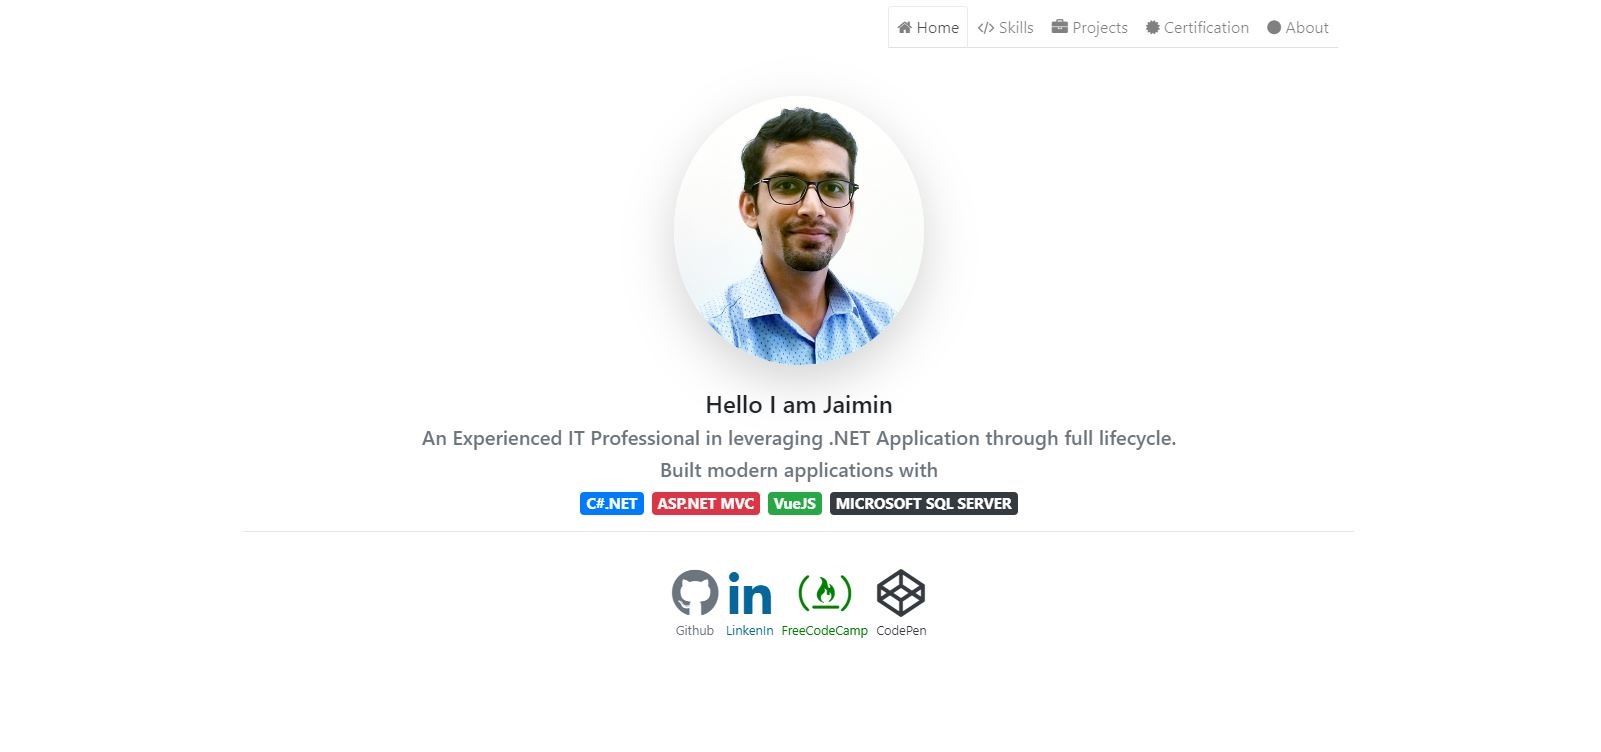 Home Skills Projects Certification About
Hello I am Jaimin
An Experienced IT Professional in leveraging .NET Application through full lifecycle.
Built modern applications with
C#.NET ASP.NET MVC VueJS MICROSOFT SQL SERVER
Github LinkenIn FreeCodeCamp CodePen